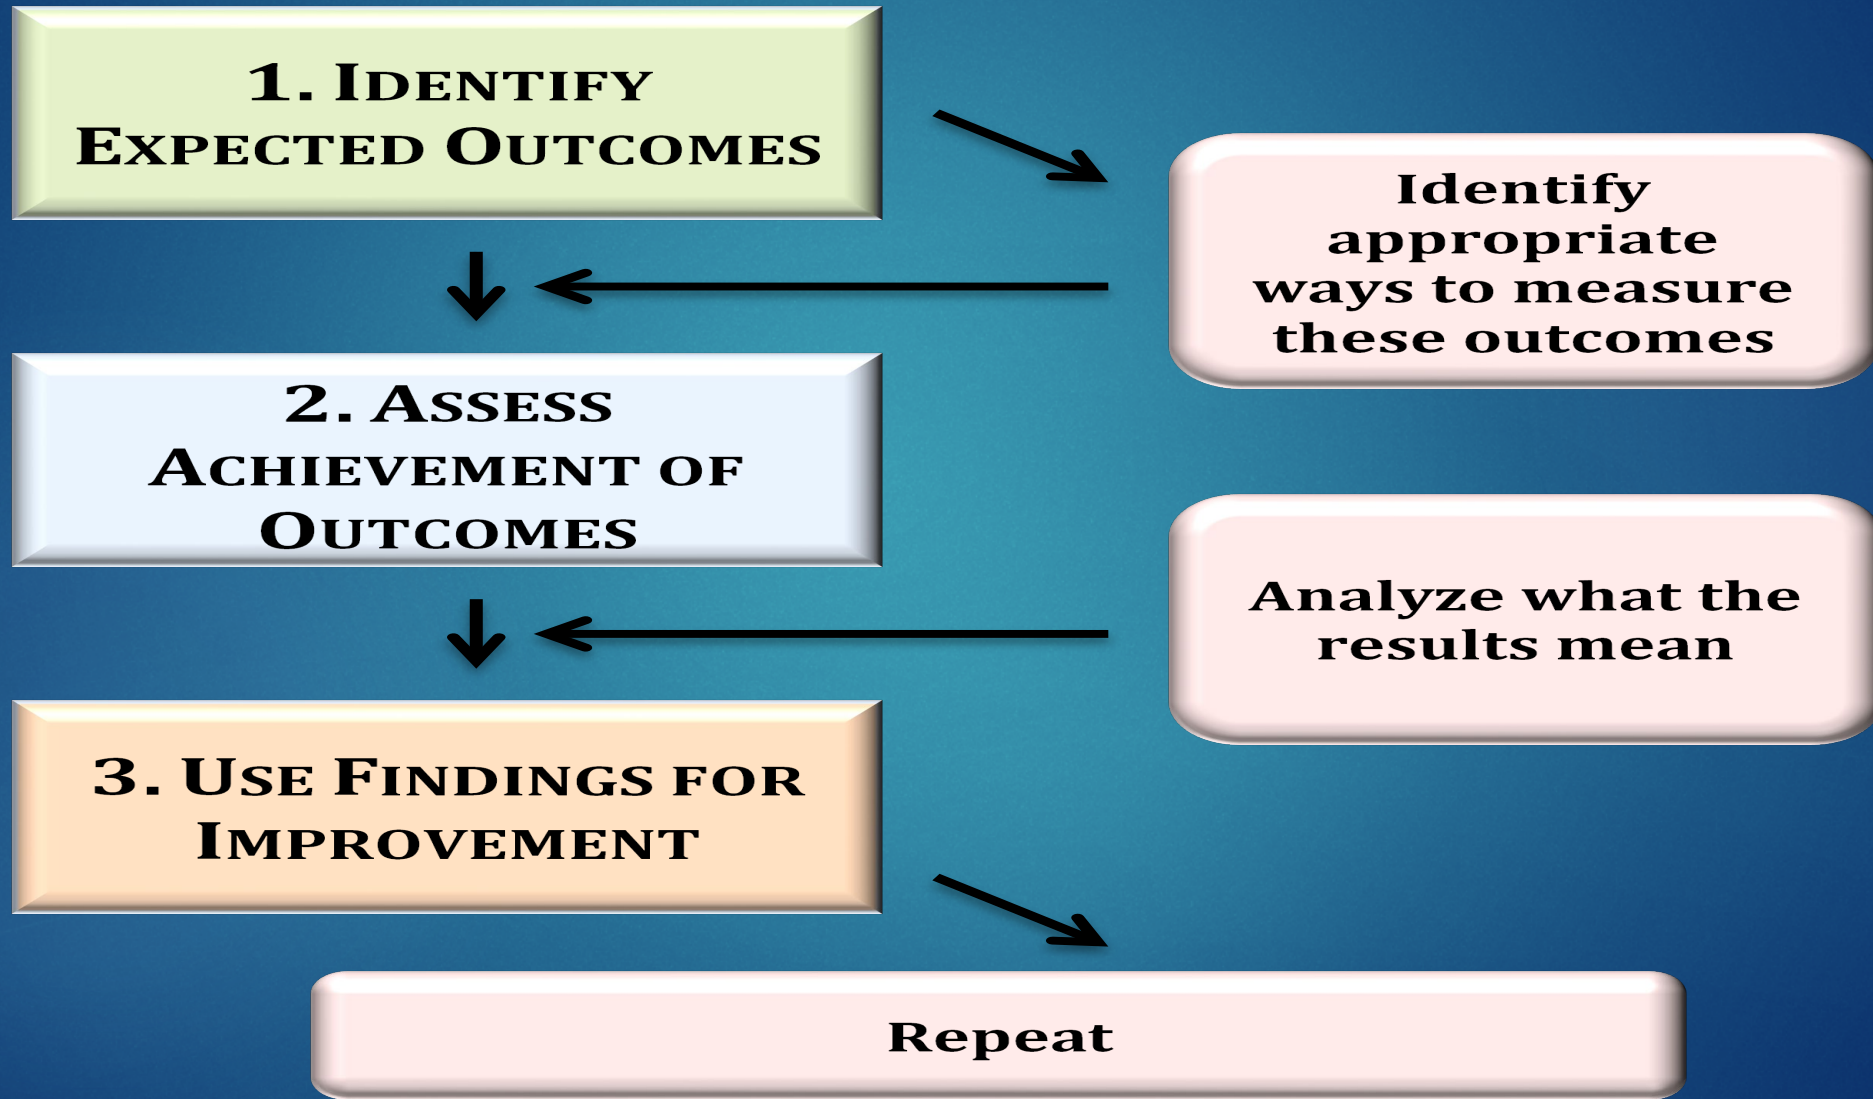 1. Identify
Expected Outcomes
Identify
appropriate
ways to measure
these outcomes
2. Assess
Achievement of
Outcomes
Analyze what the
results mean
3. Use Findings for
Improvement
Repeat